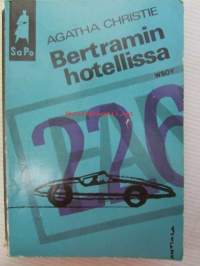 SaPo
AGATHA CHRISTIE
Bertramin
hotellissa
WSOY
226